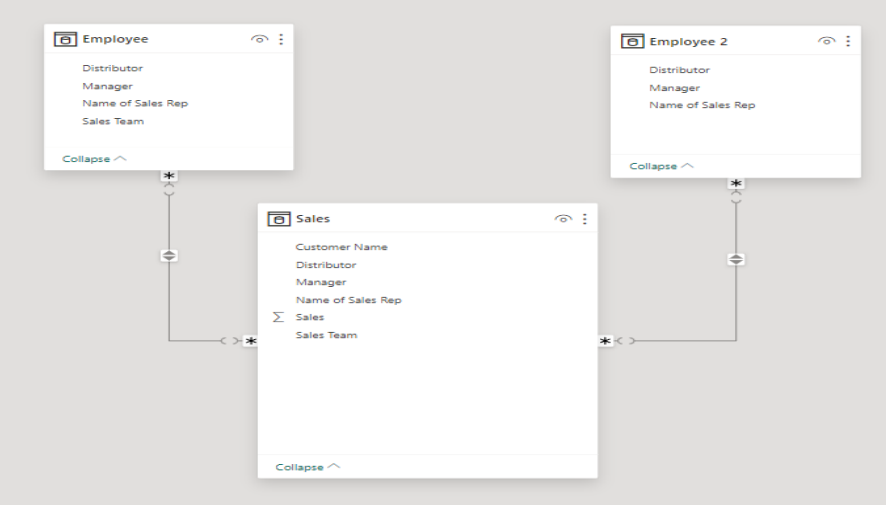 Employee
Distributor
Manager
Name of Sales Rep
Sales Team
Collapse
Employee 2
Distributor
Manager
Name of Sales Rep
Collapse
*
*
Sales
Customer Name
Distributor
Manager
Name of Sales Rep
Σ Sales
Sales Team
*
*
Collapse